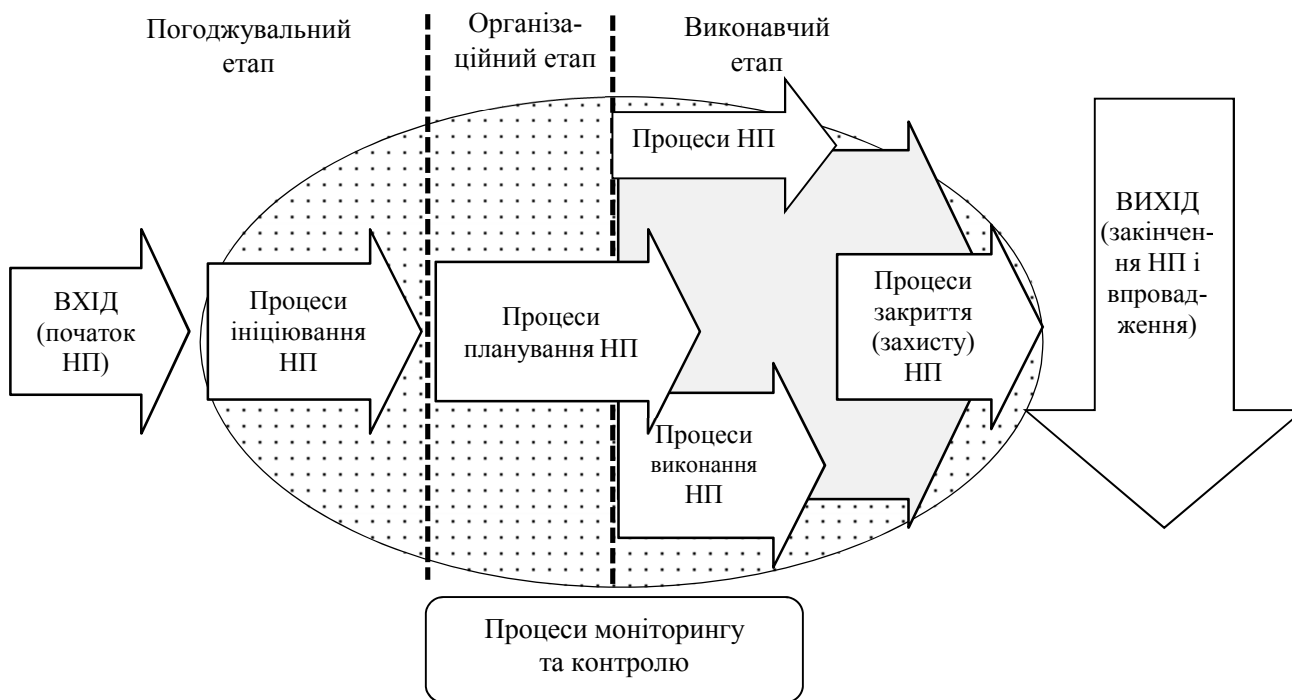 Погоджувальний
етап
Організа-
ційний етап
Виконавчий
етап
Процеси НП
ВХІД
(початок
НП)
Процеси
ініціювання
НП
Процеси
планування НП
Процеси
виконання
НП
Процеси
закриття
(захисту)
НП
ВИХІД
(закінчен-
ня НП і
впровад-
ження)
Процеси моніторингу
та контролю